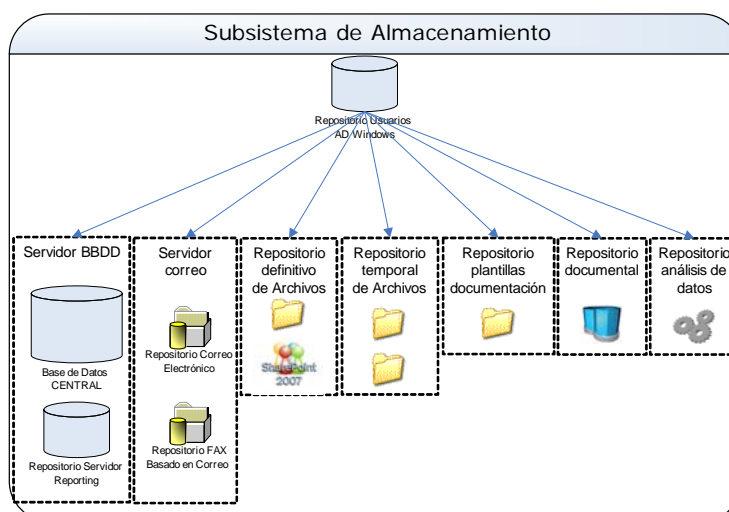 Subsistema de Almacenamiento
Repositorio Usuarios
AD Windows
Servidor BBDD
Base de Datos
CENTRAL
Repositorio Servidor
Reporting
Servidor
correo
Repositorio Correo
Electrónico
Repositorio FAX
Basado en Correo
Repositorio
definitivo
de Archivos
SharePoint
2007
Repositorio
temporal
de Archivos
Repositorio
plantillas
documentación
Repositorio
documental
Repositorio
análisis de
datos